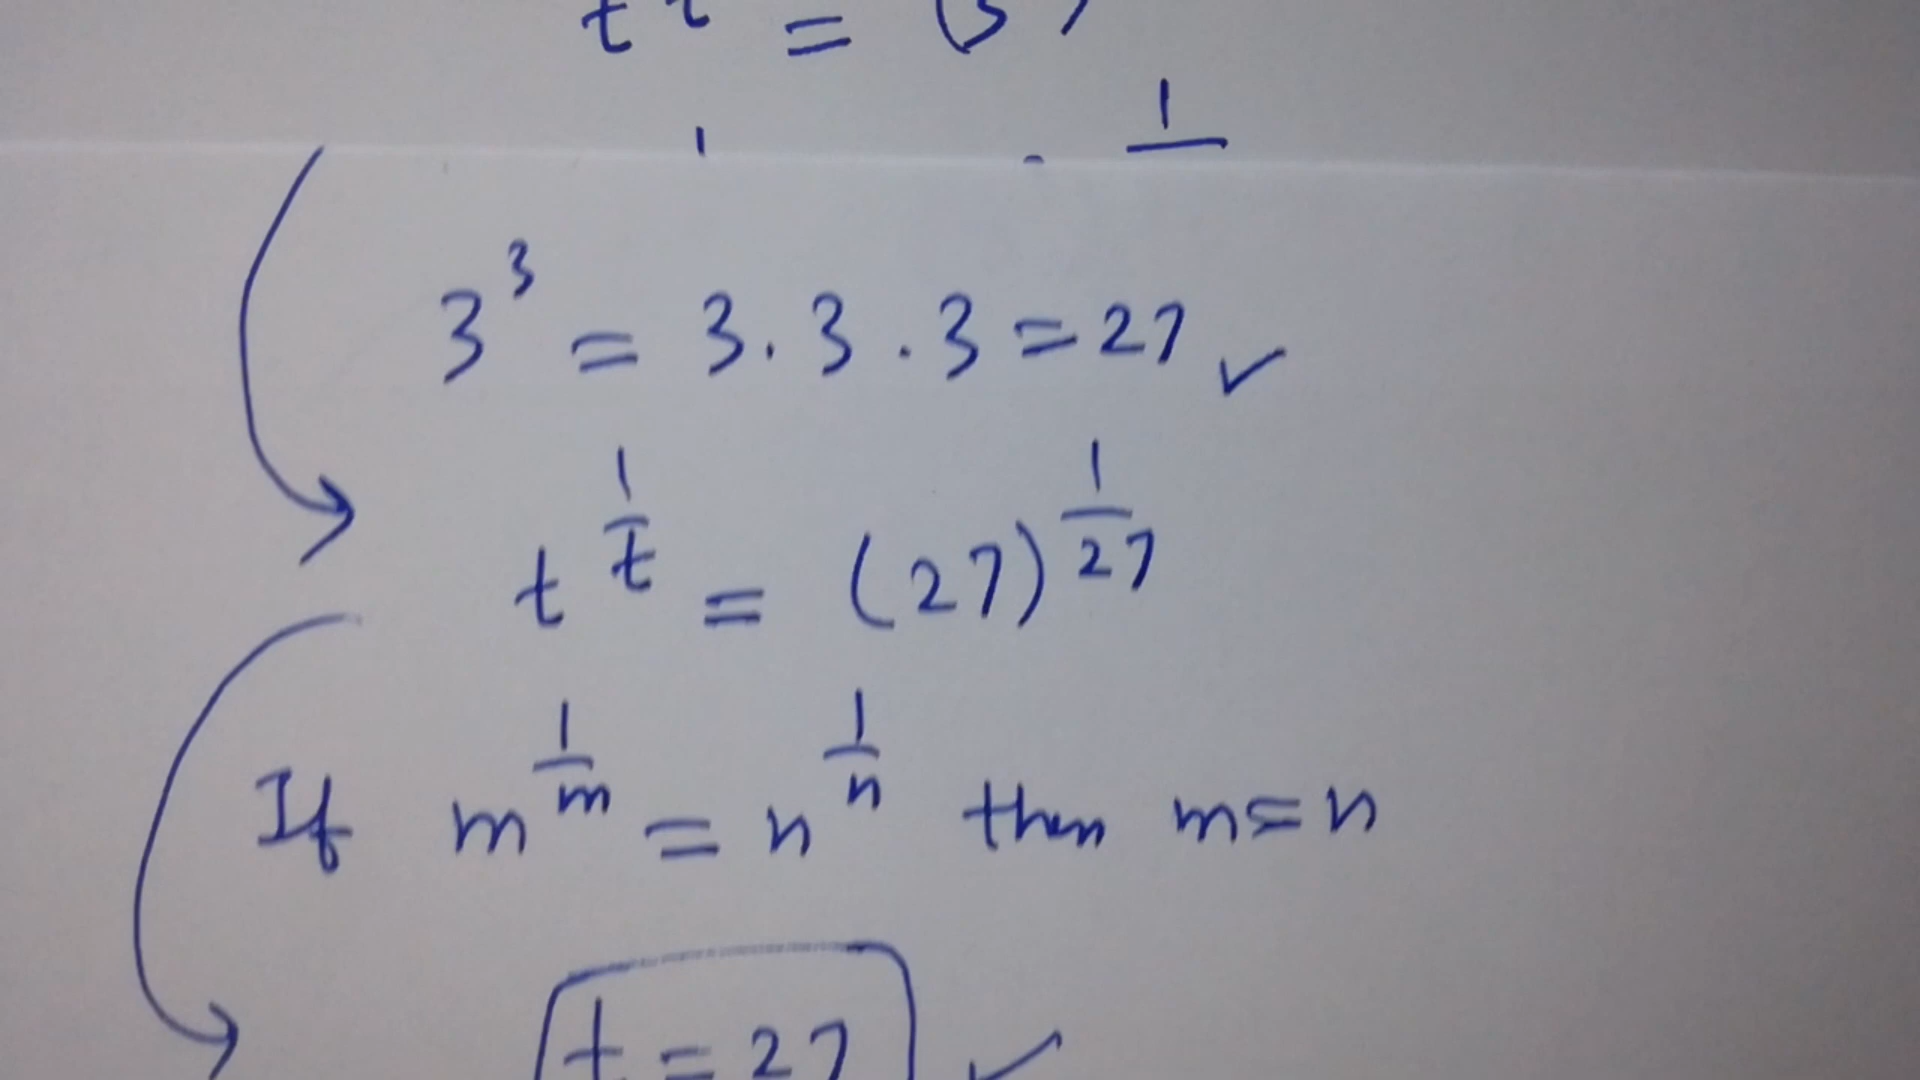 3^3 = 3 . 3 . 3 = 27 ✓
t^(1/t) = (27)^(1/27)
If m^(1/m) = n^(1/n) then m = n
t = 27 ✓